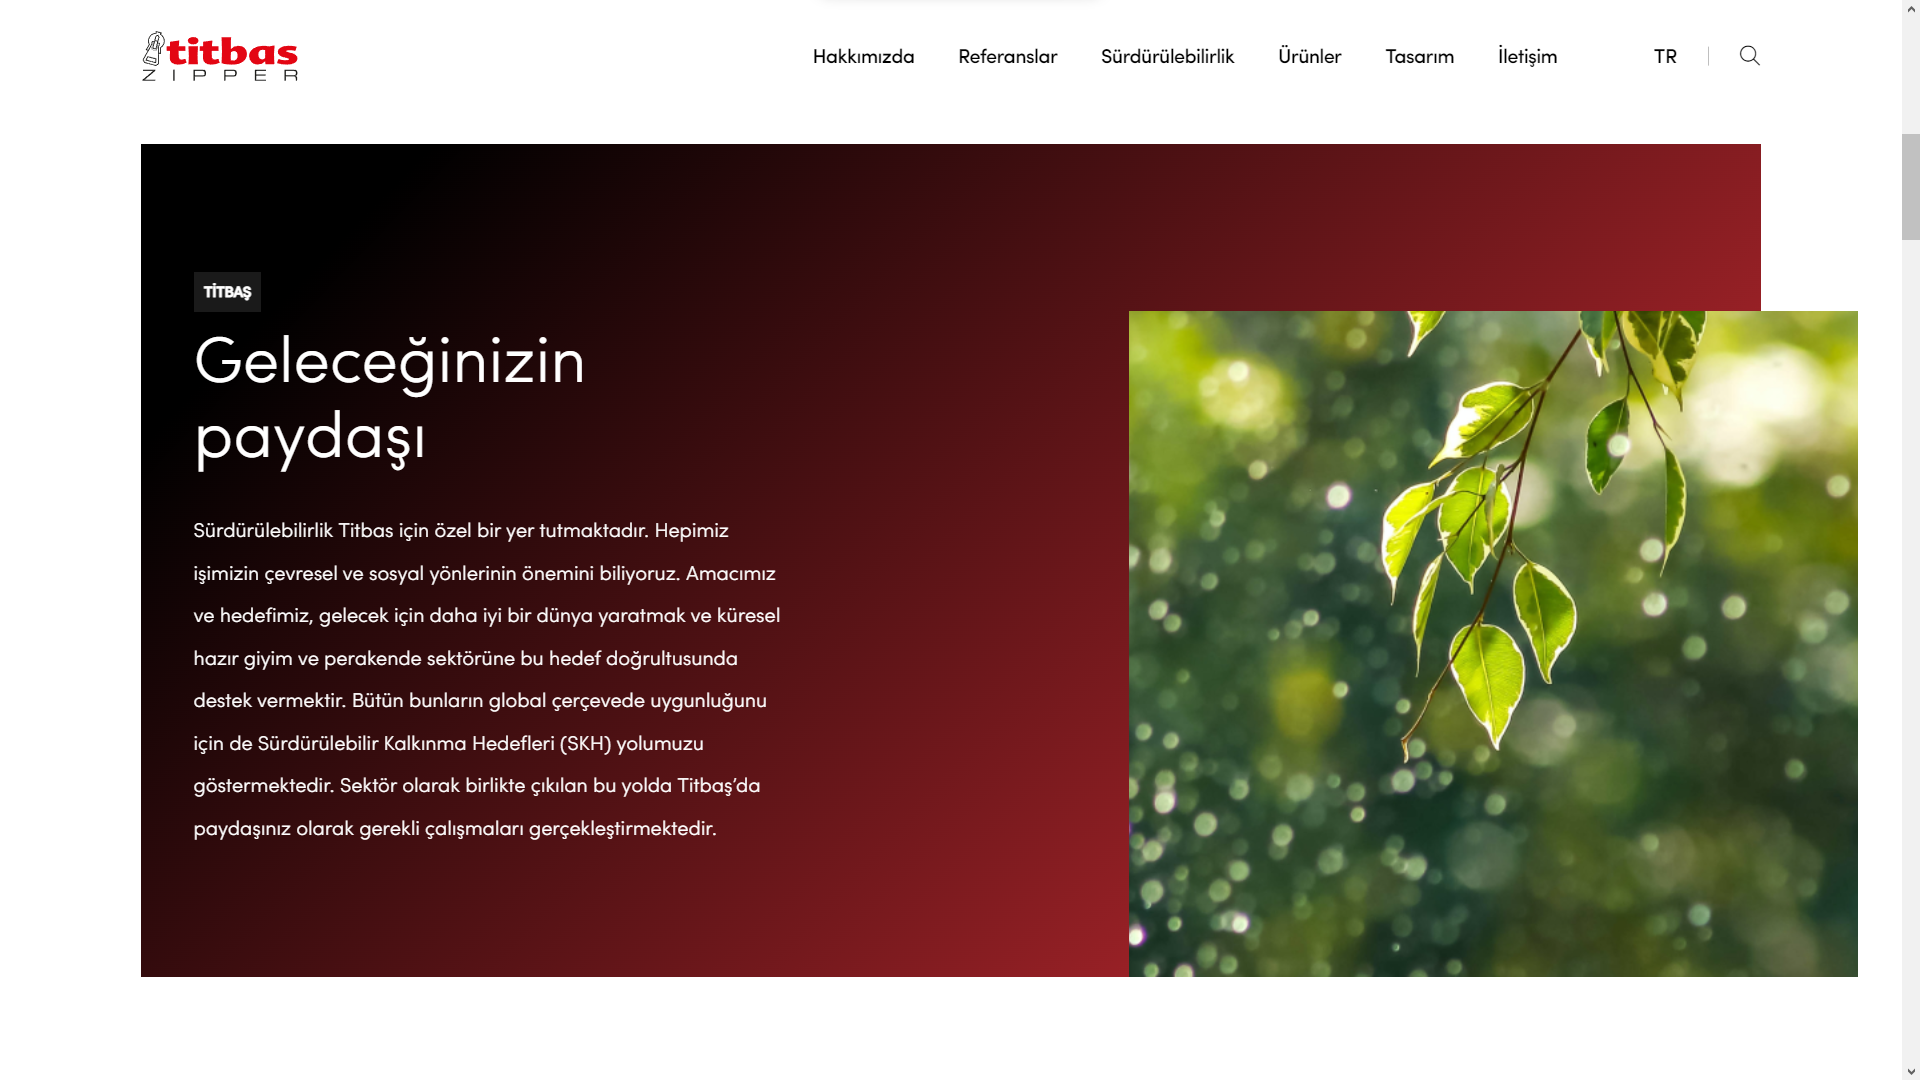 titbas
ZIPPER
Hakkımızda
Referanslar
Sürdürülebilirlik
Ürünler
Tasarım
İletişim
TR
TİTBAŞ
Geleceğinizin
paydaşı
Sürdürülebilirlik Titbas için özel bir yer tutmaktadır. Hepimiz
işimizin çevresel ve sosyal yönlerinin önemini biliyoruz. Amacımız
ve hedefimiz, gelecek için daha iyi bir dünya yaratmak ve küresel
hazır giyim ve perakende sektörüne bu hedef doğrultusunda
destek vermektir. Bütün bunların global çerçevede uygunluğunu
için de Sürdürülebilir Kalkınma Hedefleri (SKH) yolumuzu
göstermektedir. Sektör olarak birlikte çıkılan bu yolda Titbaş’da
paydaşınız olarak gerekli çalışmaları gerçekleştirmektedir.